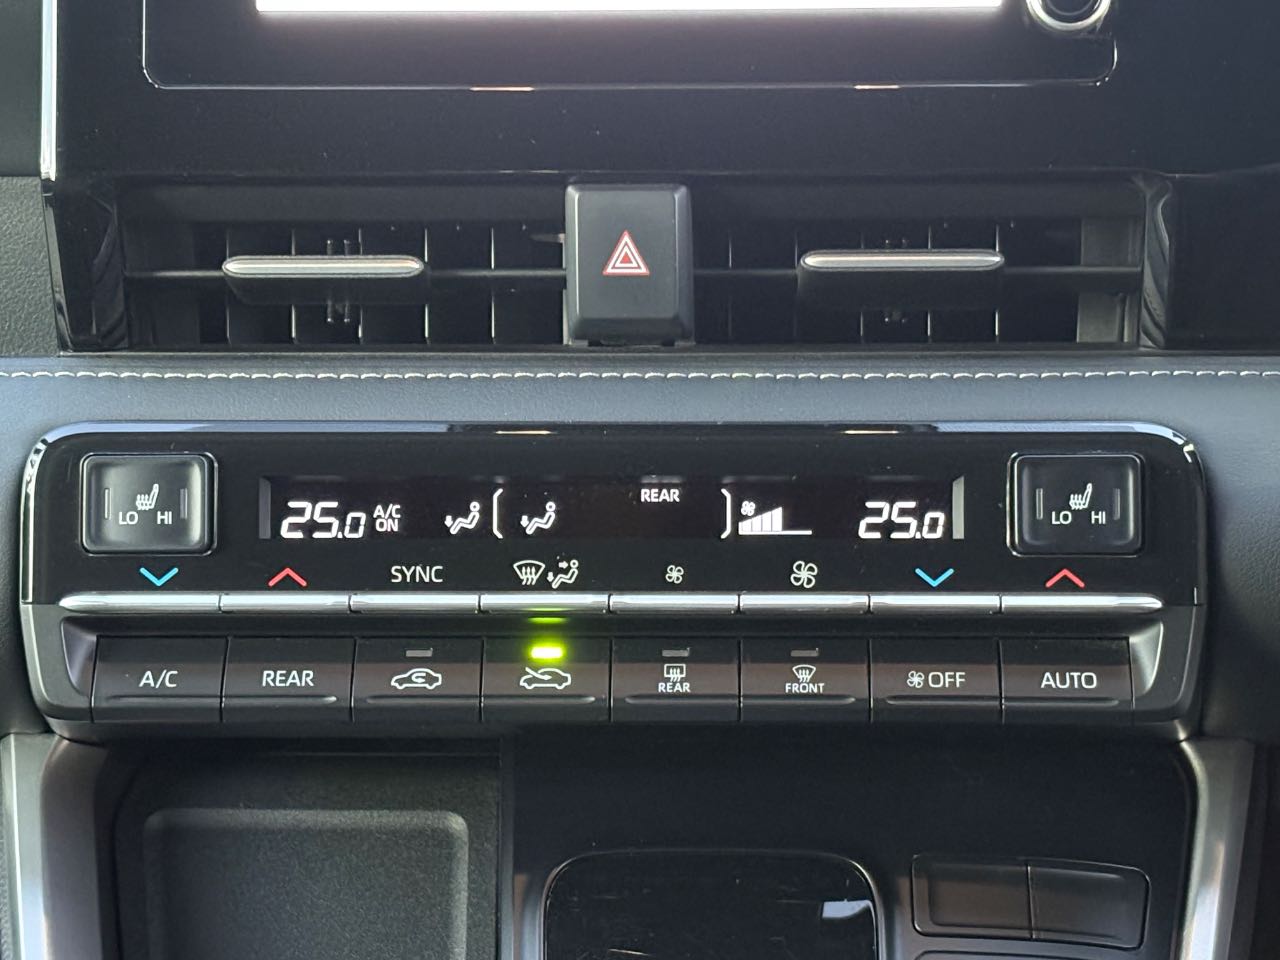 LO HI
25.0 A/C ON REAR 25.0
LO HI
SYNC
A/C REAR REAR FRONT OFF AUTO